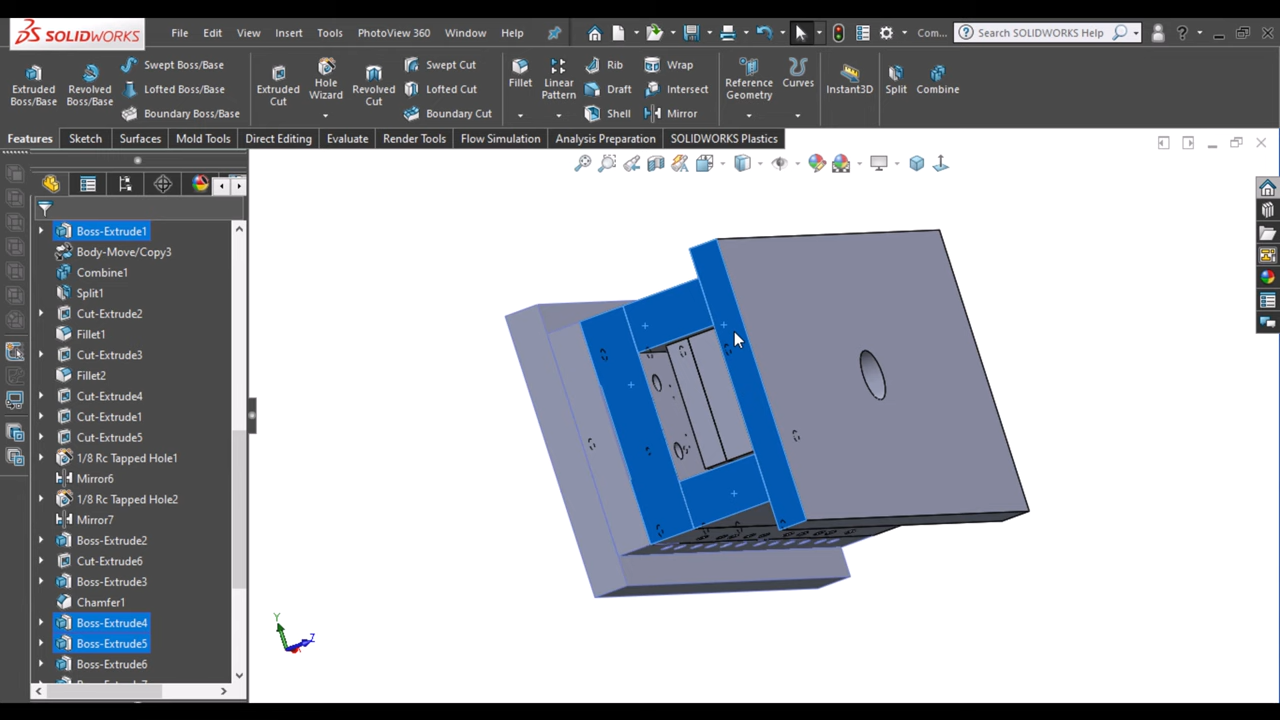 SOLIDWORKS File Edit View Insert Tools PhotoView 360 Window Help Com... Search SOLIDWORKS Help ?
Extruded Boss/Base
Revolved Boss/Base
Swept Boss/Base
Lofted Boss/Base
Boundary Boss/Base
Extruded Cut
Hole Wizard
Revolved Cut
Swept Cut
Lofted Cut
Boundary Cut
Fillet
Linear Pattern
Rib
Draft
Shell
Wrap
Intersect
Mirror
Reference Geometry
Curves
Instant3D
Split
Combine
Features Sketch Surfaces Mold Tools Direct Editing Evaluate Render Tools Flow Simulation Analysis Preparation SOLIDWORKS Plastics
Boss-Extrude1
Body-Move/Copy3
Combine1
Split1
Cut-Extrude2
Fillet1
Cut-Extrude3
Fillet2
Cut-Extrude4
Cut-Extrude1
Cut-Extrude5
1/8 Rc Tapped Hole1
Mirror6
1/8 Rc Tapped Hole2
Mirror7
Boss-Extrude2
Cut-Extrude6
Boss-Extrude3
Chamfer1
Boss-Extrude4
Boss-Extrude5
Boss-Extrude6
Y
Z